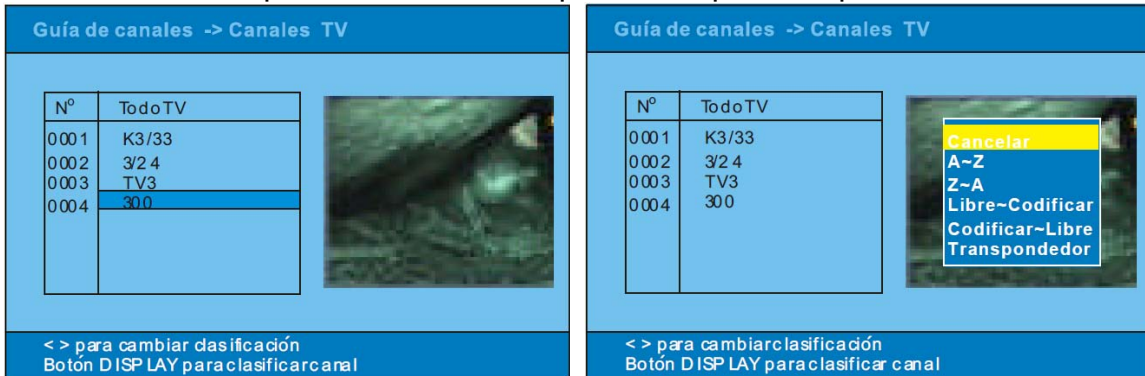 Guía de canales -> Canales TV
Nº TodoTV
0001 K3/33
0002 3/24
0003 TV3
0004 300
< > para cambiar clasificación
Botón DISPLAY para clasificar canal
Guía de canales -> Canales TV
Nº TodoTV
0001 K3/33
0002 3/24
0003 TV3
0004 300
Cancelar
A~Z
Z~A
Libre~Codificar
Codificar~Libre
Transpondedor
< > para cambiar clasificación
Botón DISPLAY para clasificar canal